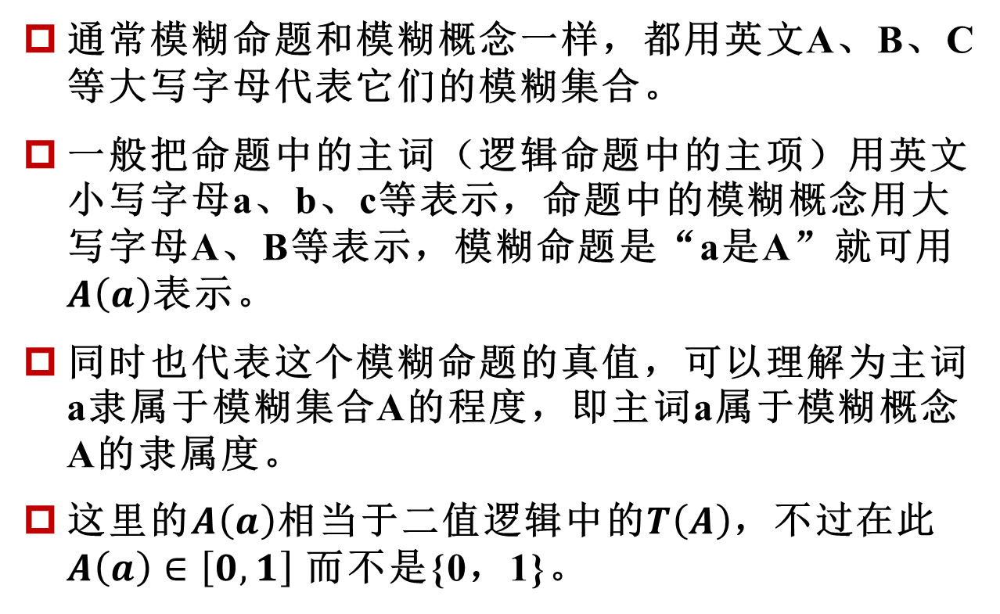 通常模糊命题和模糊概念一样，都用英文A、B、C
等大写字母代表它们的模糊集合。
一般把命题中的主词（逻辑命题中的主项）用英文
小写字母a、b、c等表示，命题中的模糊概念用大
写字母A、B等表示，模糊命题是“a是A”就可用
A(a)表示。
同时也代表这个模糊命题的真值，可以理解为主词
a隶属于模糊集合A的程度，即主词a属于模糊概念
A的隶属度。
这里的A(a)相当于二值逻辑中的T(A)，不过在此
A(a) ∈ [0, 1] 而不是{0，1}。